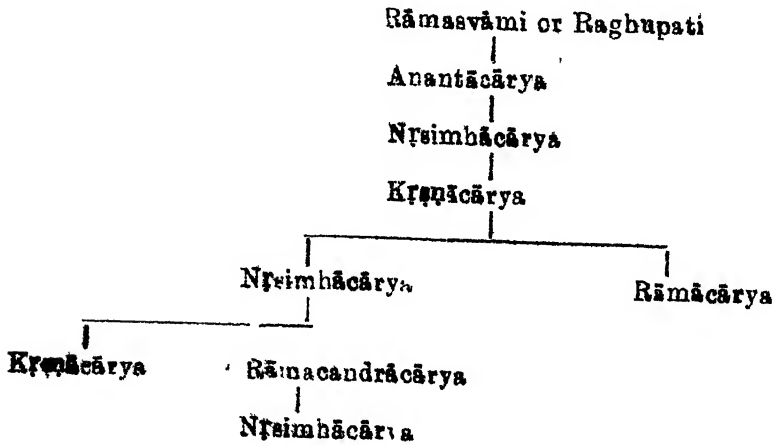 Rāmasvāmi or Raghupati
Anantācārya
Nṛsimhācārya
Kṛṣṇācārya
Nṛsimhācārya Rāmācārya
Kṛṣṇācārya Rāmacandrācārya
Nṛsimhācārya